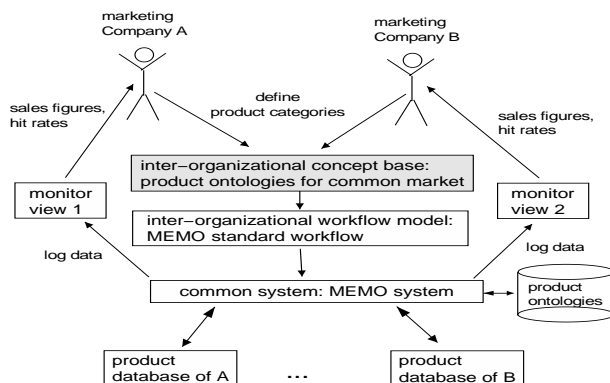 marketing
Company A
marketing
Company B
sales figures,
hit rates
define
product categories
sales figures,
hit rates
inter-organizational concept base:
product ontologies for common market
monitor
view 1
inter-organizational workflow model:
MEMO standard workflow
monitor
view 2
log data
log data
common system: MEMO system
product
ontologies
product
database of A
...
product
database of B